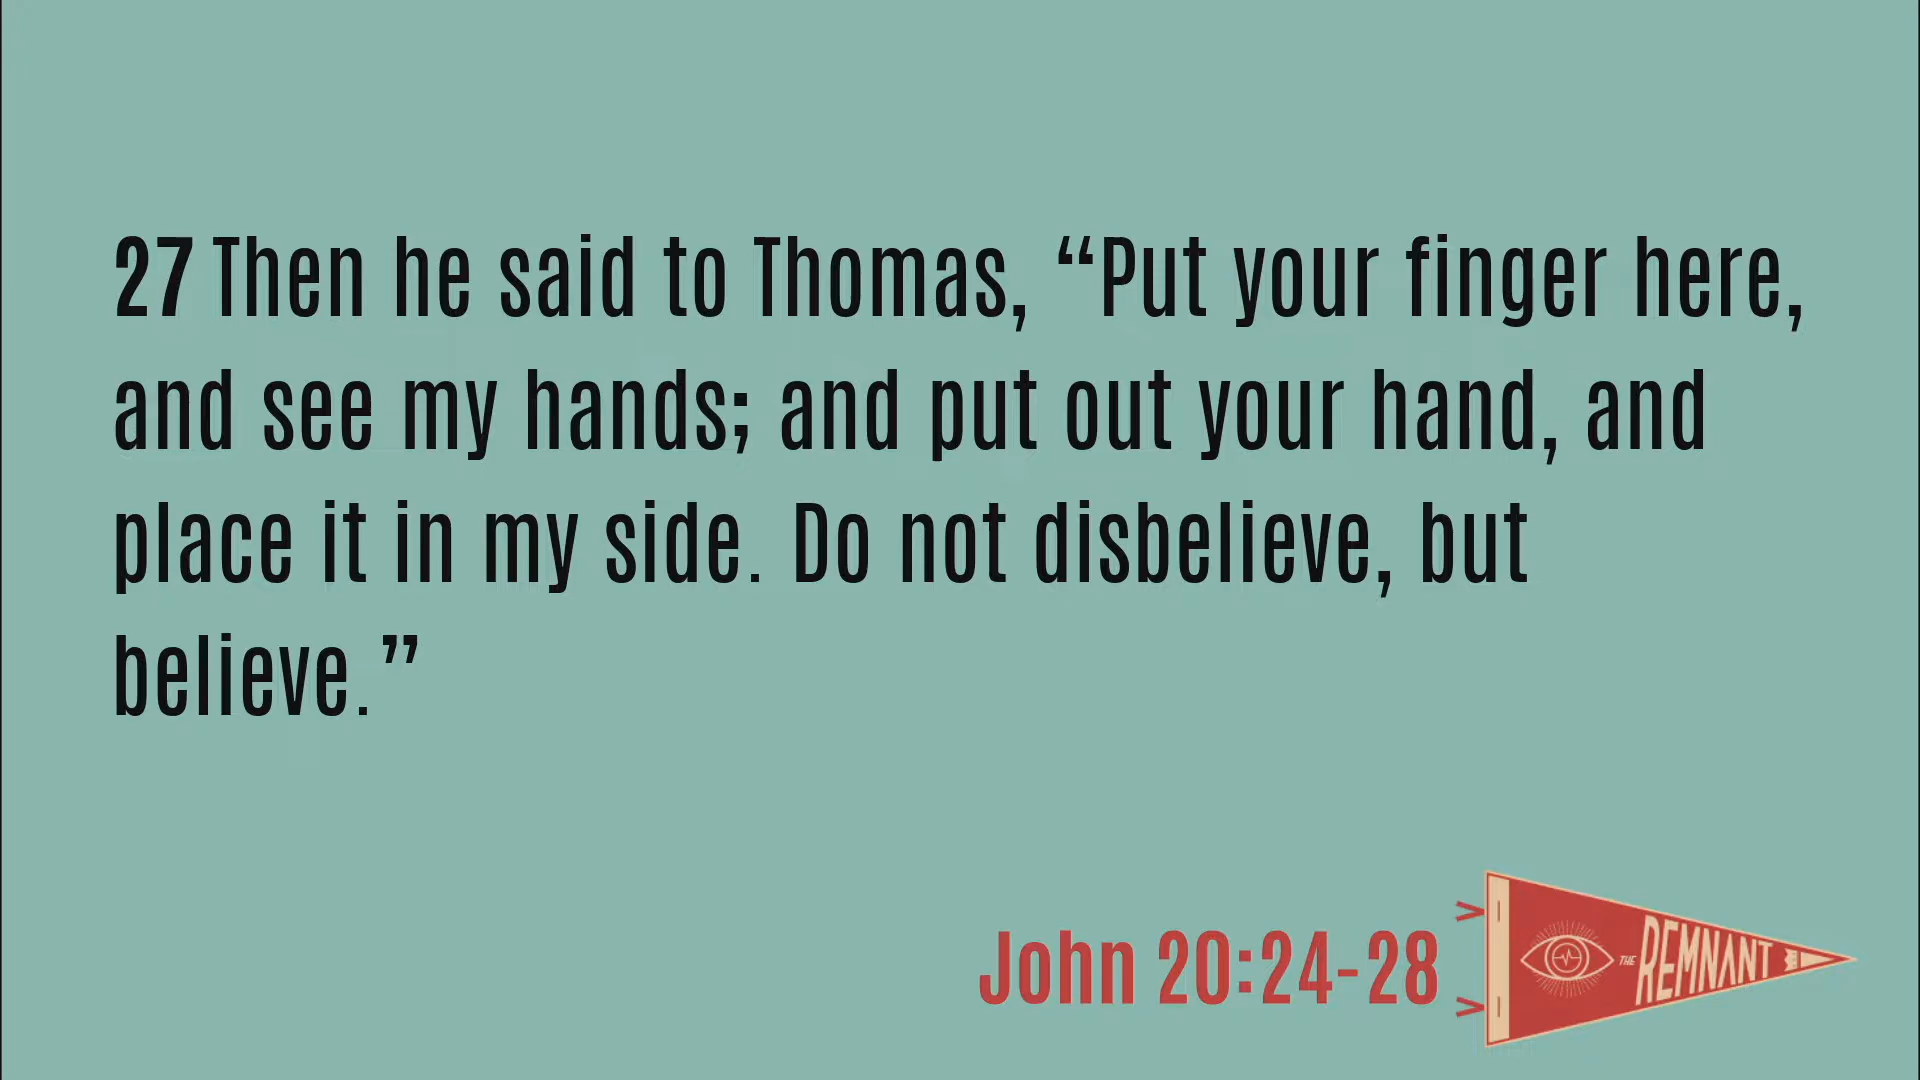 27 Then he said to Thomas, “Put your finger here,
and see my hands; and put out your hand, and
place it in my side. Do not disbelieve, but
believe.”
John 20:24-28
THE REMNANT